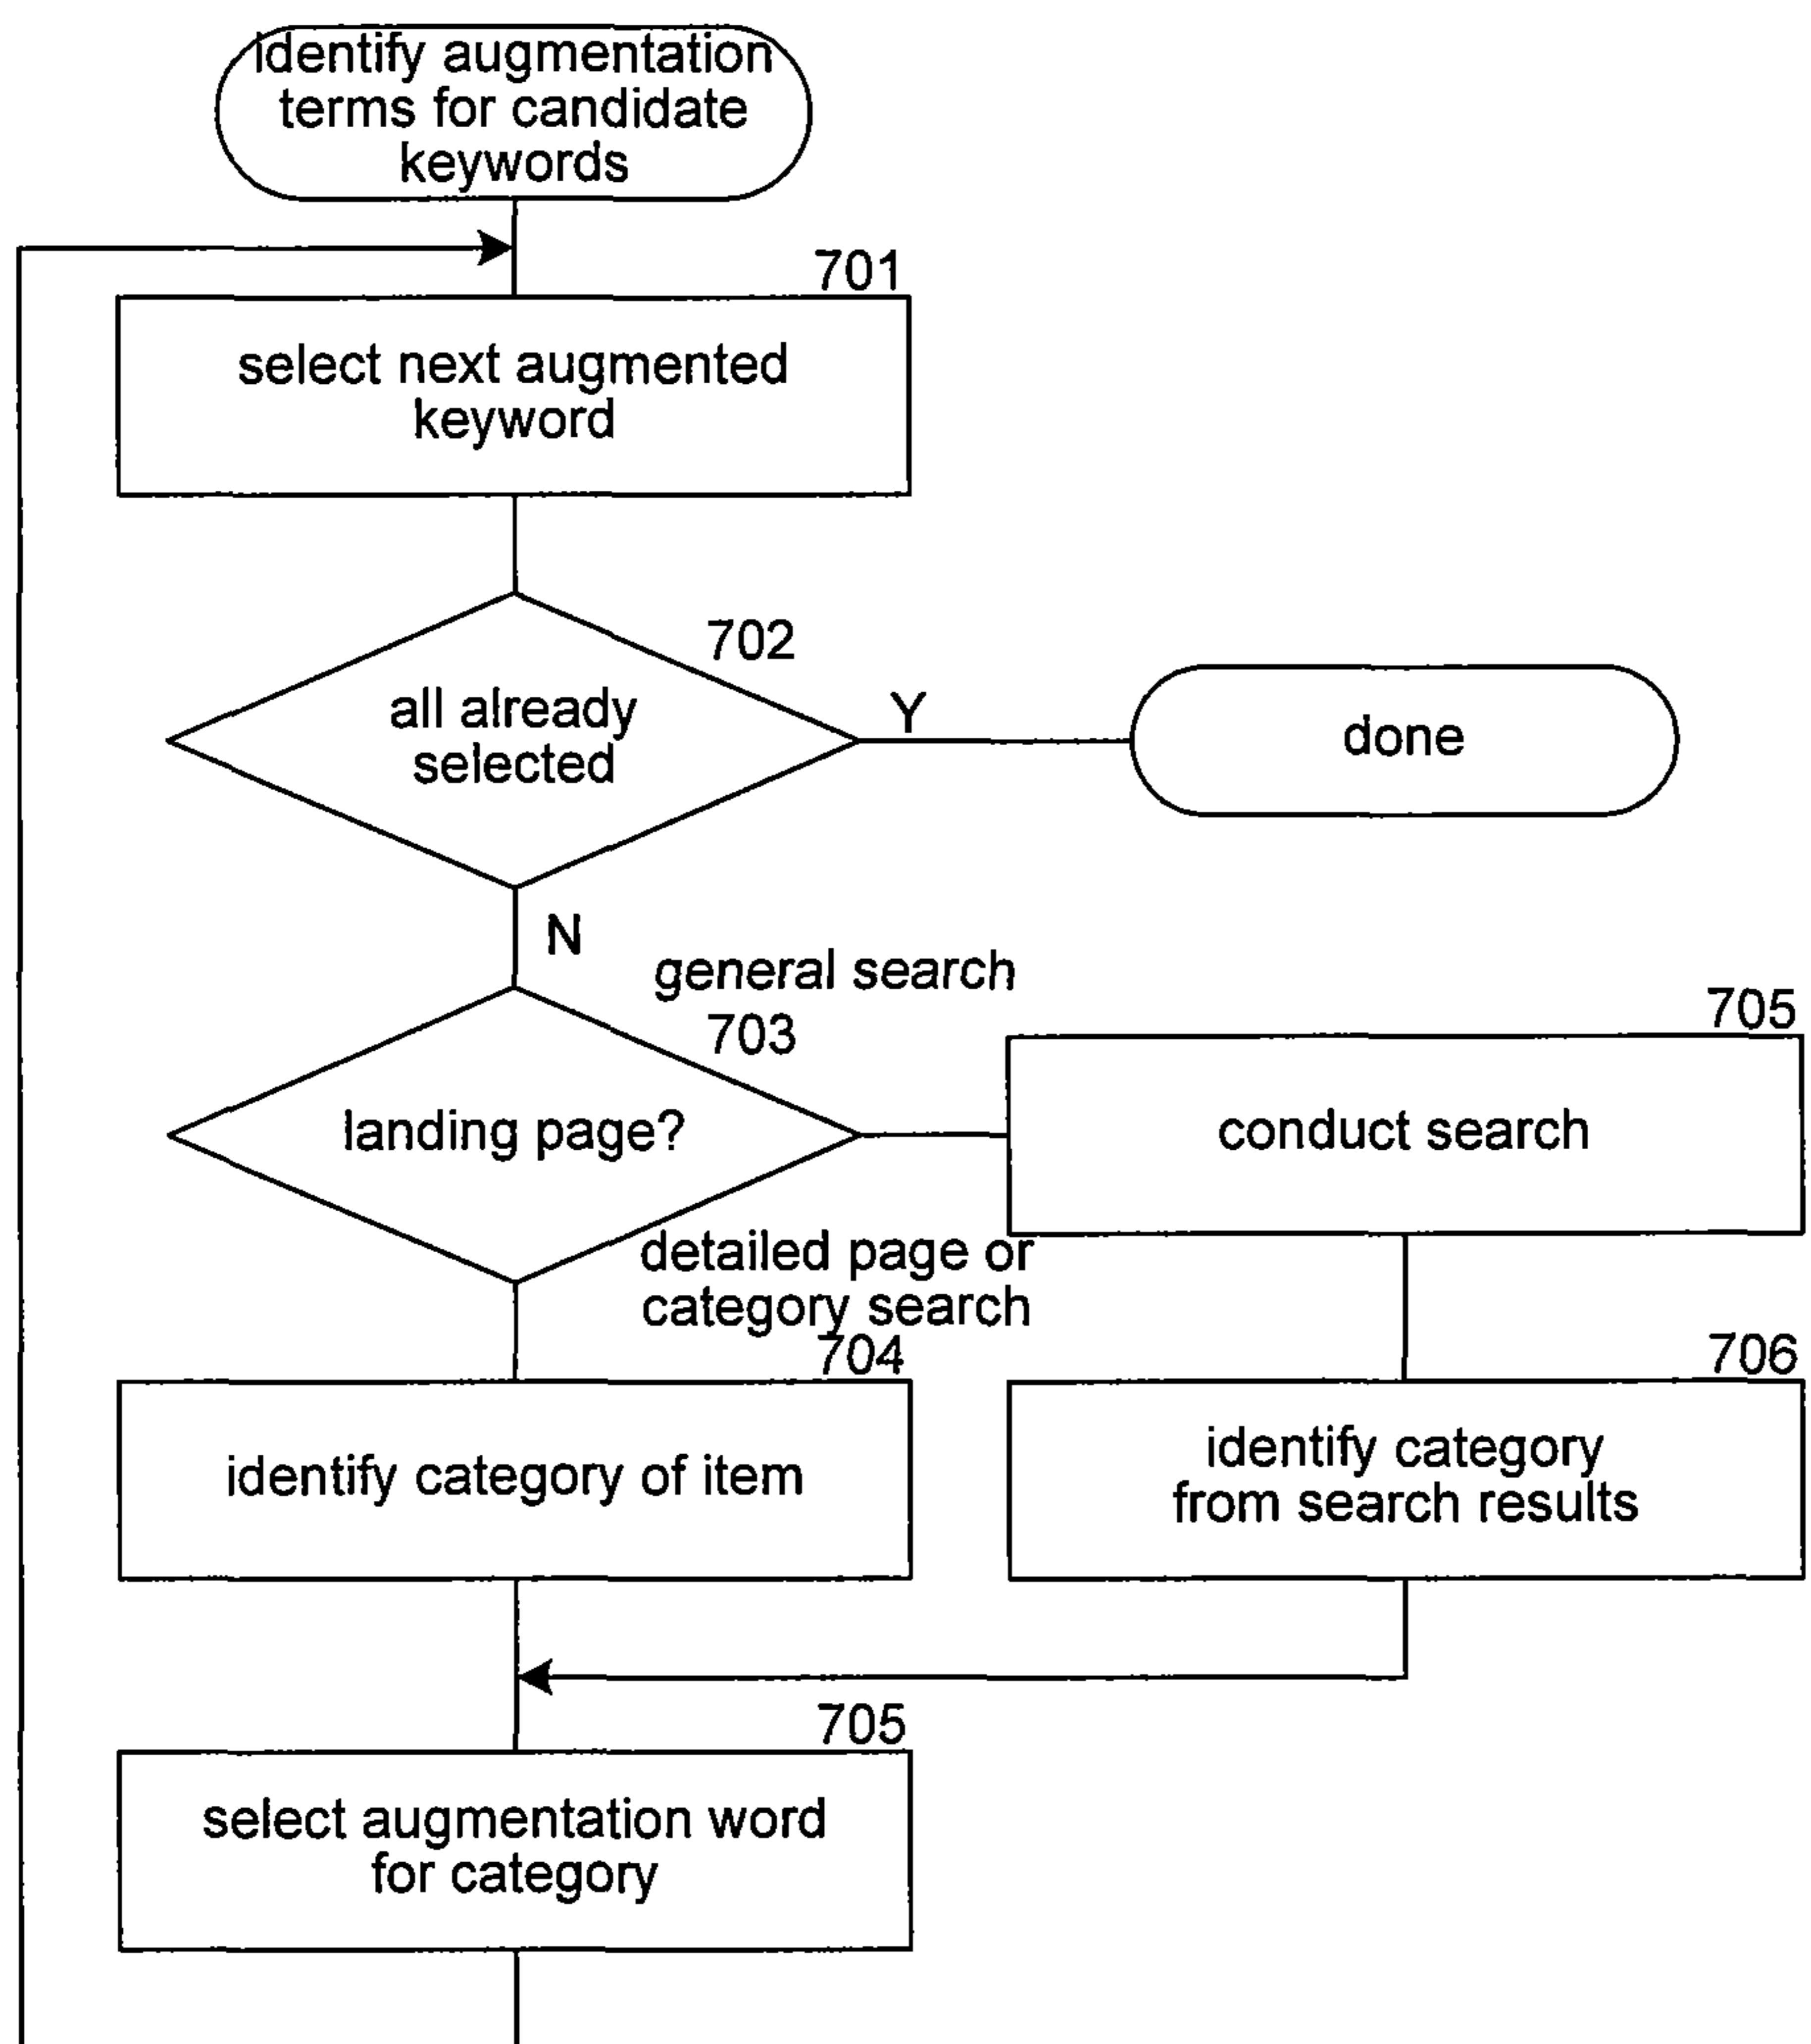 identify augmentation
terms for candidate
keywords
701
select next augmented
keyword
702
all already
selected
Y
done
N
general search
703
landing page?
705
conduct search
detailed page or
category search
704
identify category of item
706
identify category
from search results
705
select augmentation word
for category